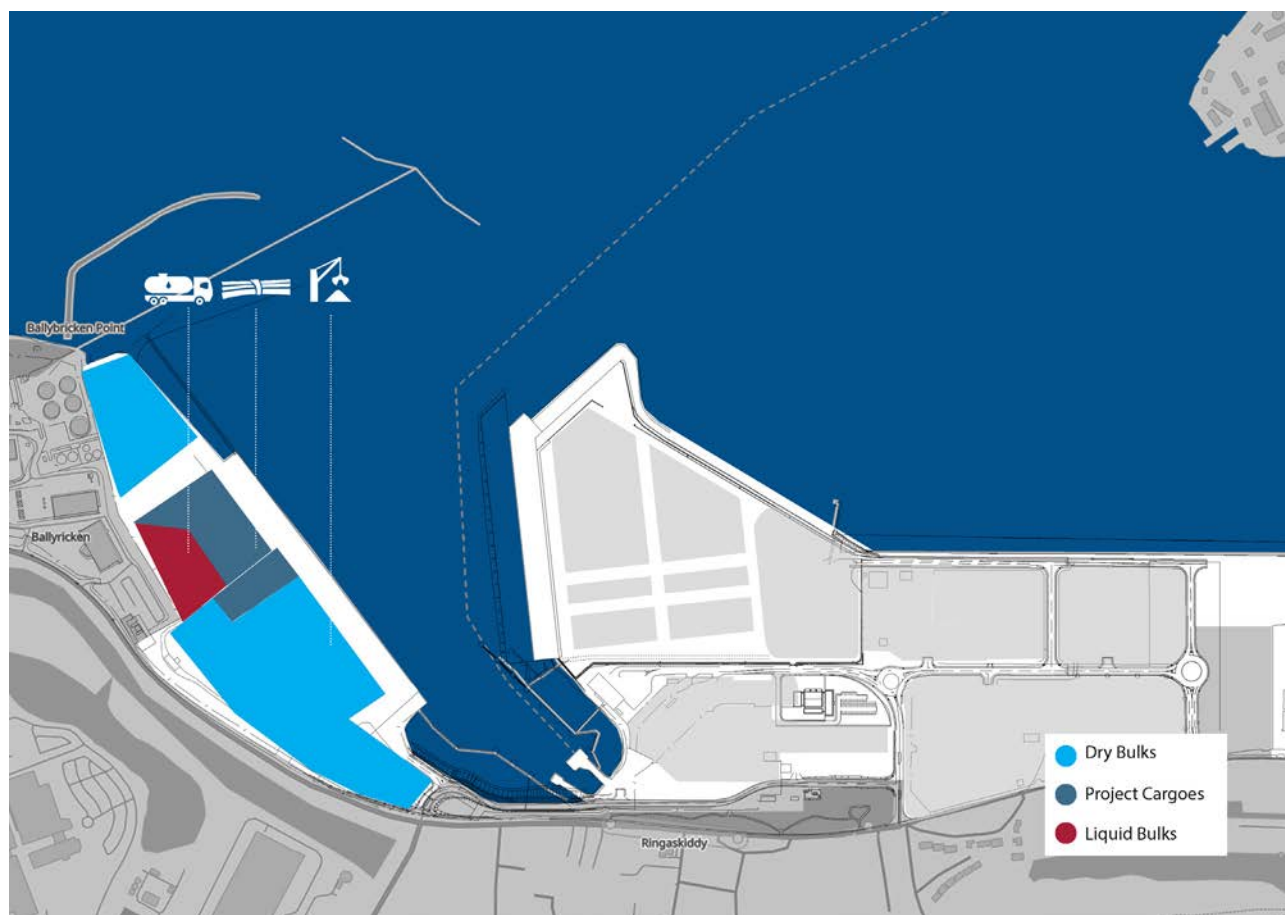 Ballybricken Point
Ballyricken
Ringaskiddy
Dry Bulks
Project Cargoes
Liquid Bulks